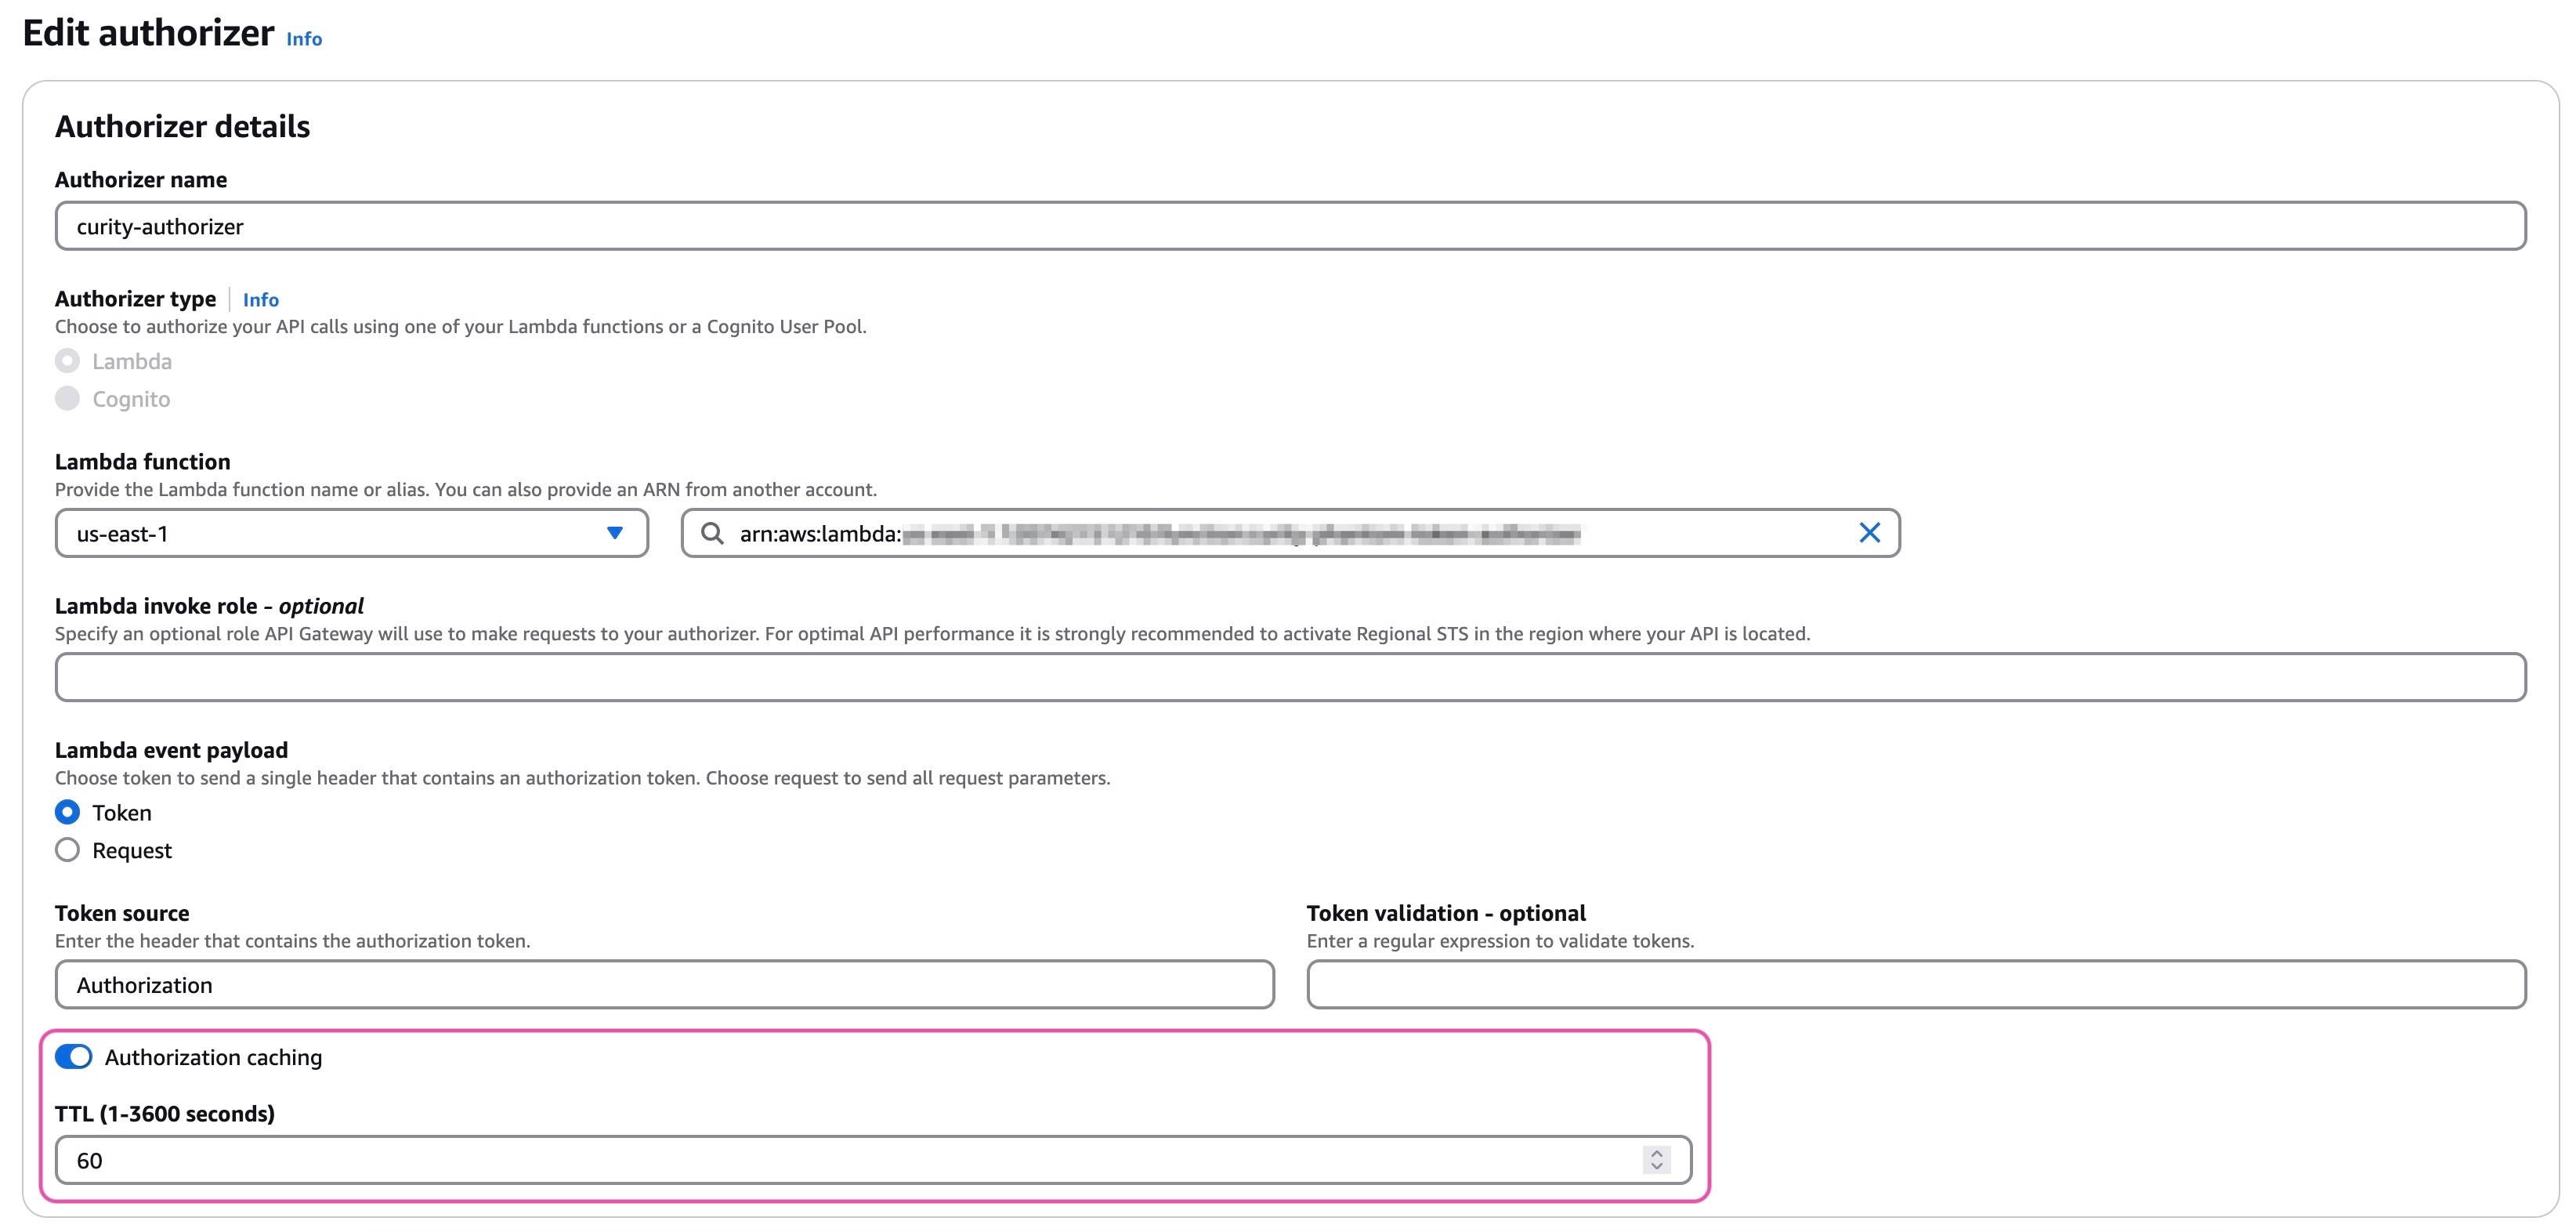 Edit authorizer Info
Authorizer details
Authorizer name
curity-authorizer
Authorizer type Info
Choose to authorize your API calls using one of your Lambda functions or a Cognito User Pool.
Lambda
Cognito
Lambda function
Provide the Lambda function name or alias. You can also provide an ARN from another account.
us-east-1 arn:aws:lambda:
Lambda invoke role - optional
Specify an optional role API Gateway will use to make requests to your authorizer. For optimal API performance it is strongly recommended to activate Regional STS in the region where your API is located.
Lambda event payload
Choose token to send a single header that contains an authorization token. Choose request to send all request parameters.
Token
Request
Token source
Enter the header that contains the authorization token.
Authorization
Token validation - optional
Enter a regular expression to validate tokens.
Authorization caching
TTL (1-3600 seconds)
60